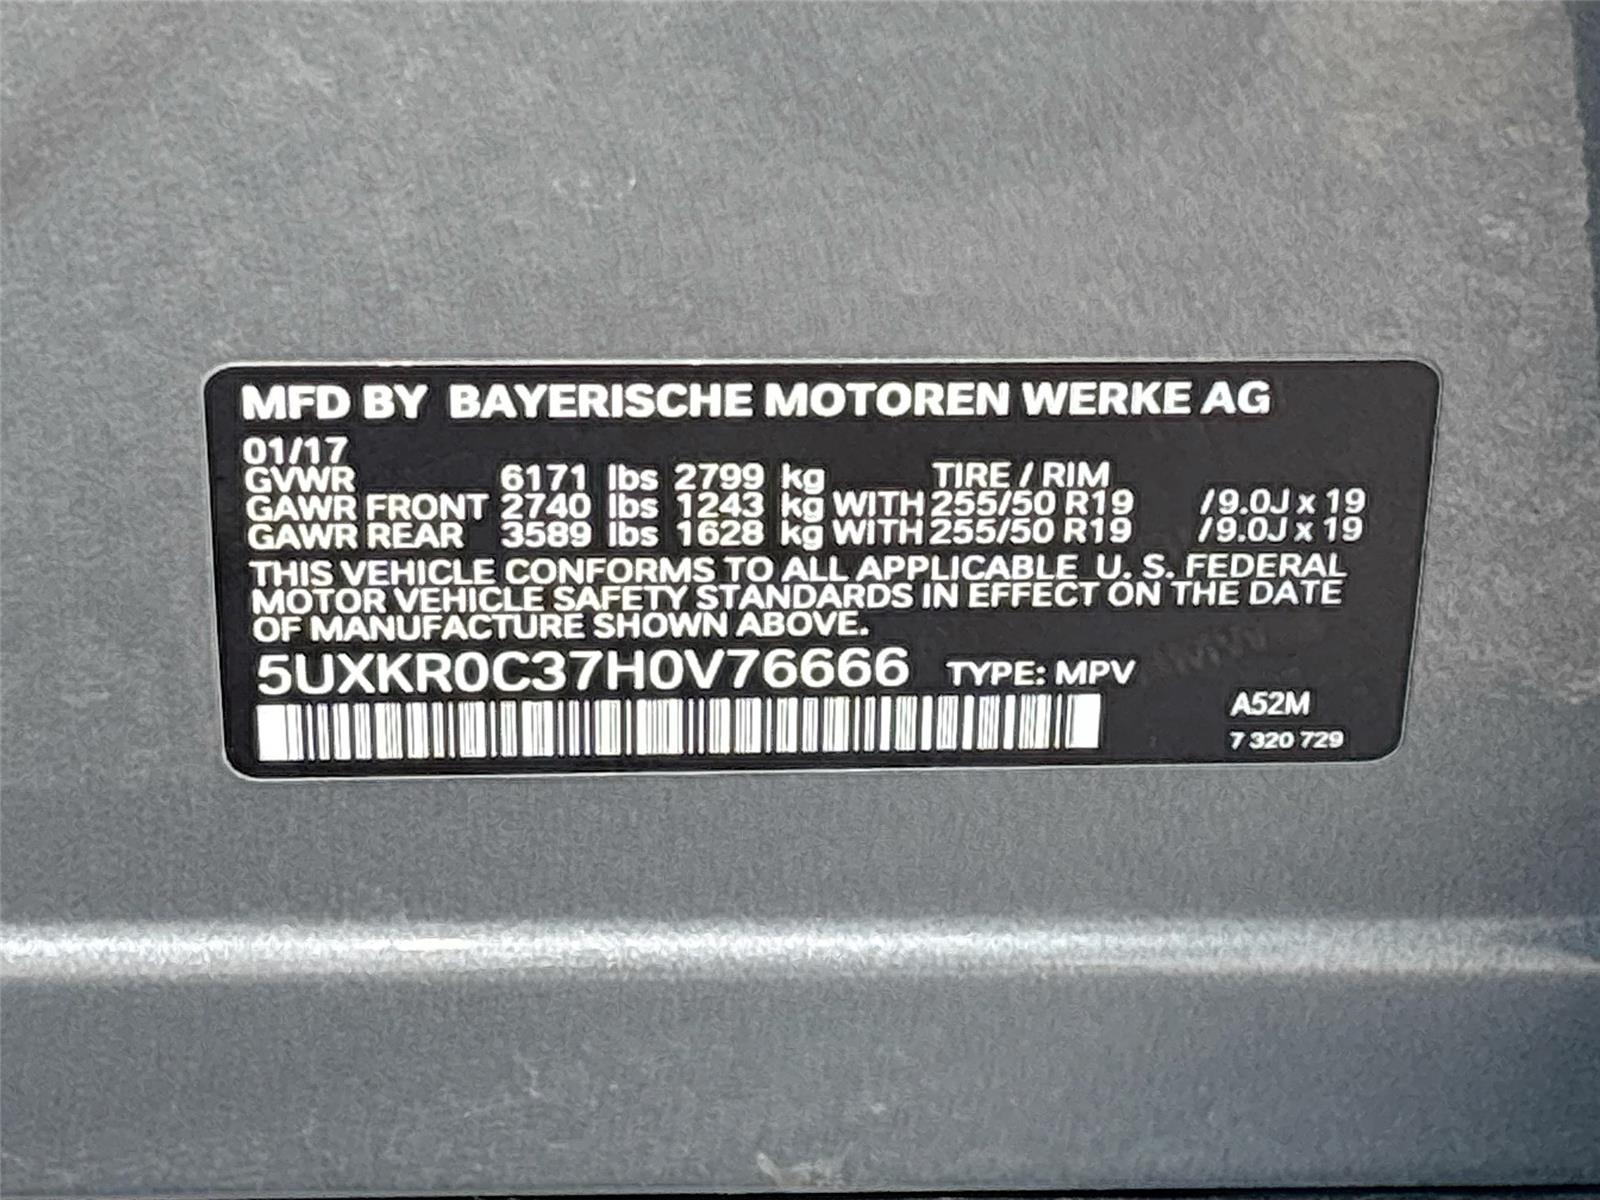 MFD BY BAYERISCHE MOTOREN WERKE AG
01/17
GVWR 6171 lbs 2799 kg TIRE / RIM
GAWR FRONT 2740 lbs 1243 kg WITH 255/50 R19 /9.0J x 19
GAWR REAR 3589 lbs 1628 kg WITH 255/50 R19 /9.0J x 19
THIS VEHICLE CONFORMS TO ALL APPLICABLE U. S. FEDERAL
MOTOR VEHICLE SAFETY STANDARDS IN EFFECT ON THE DATE
OF MANUFACTURE SHOWN ABOVE.
5UXKR0C37H0V76666 TYPE: MPV
A52M
7 320 729